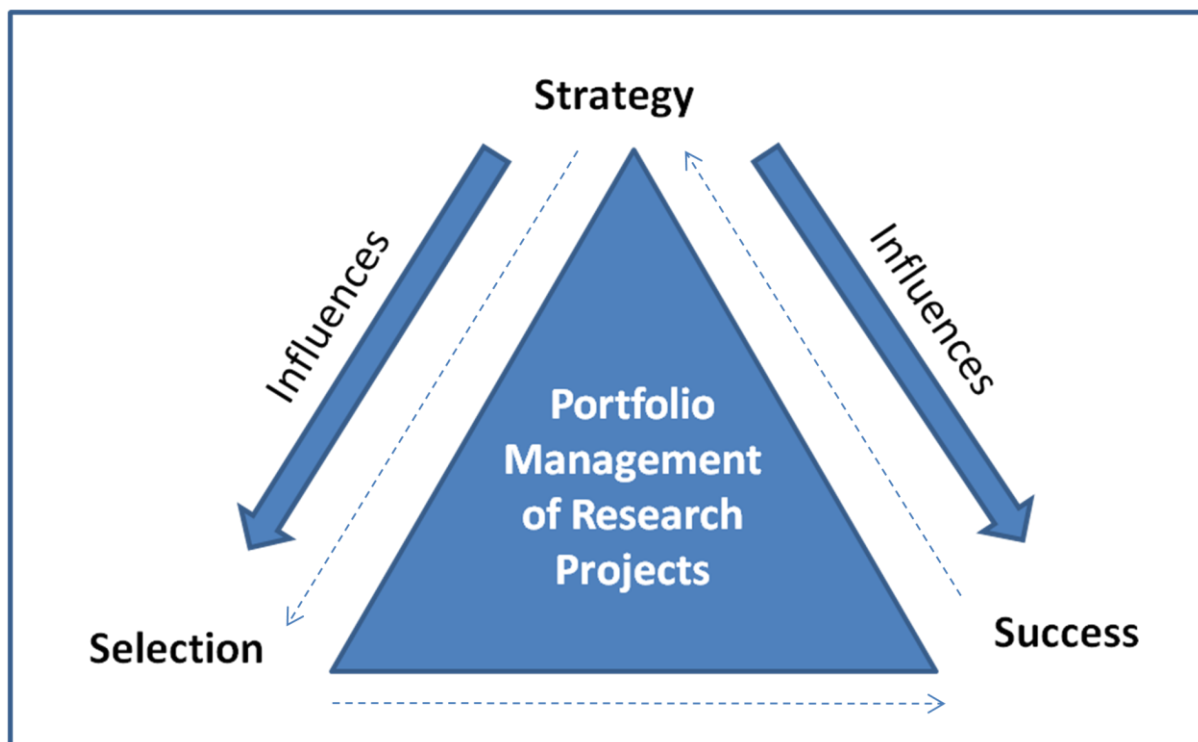 Strategy
Influences
Influences
Portfolio
Management
of Research
Projects
Selection
Success